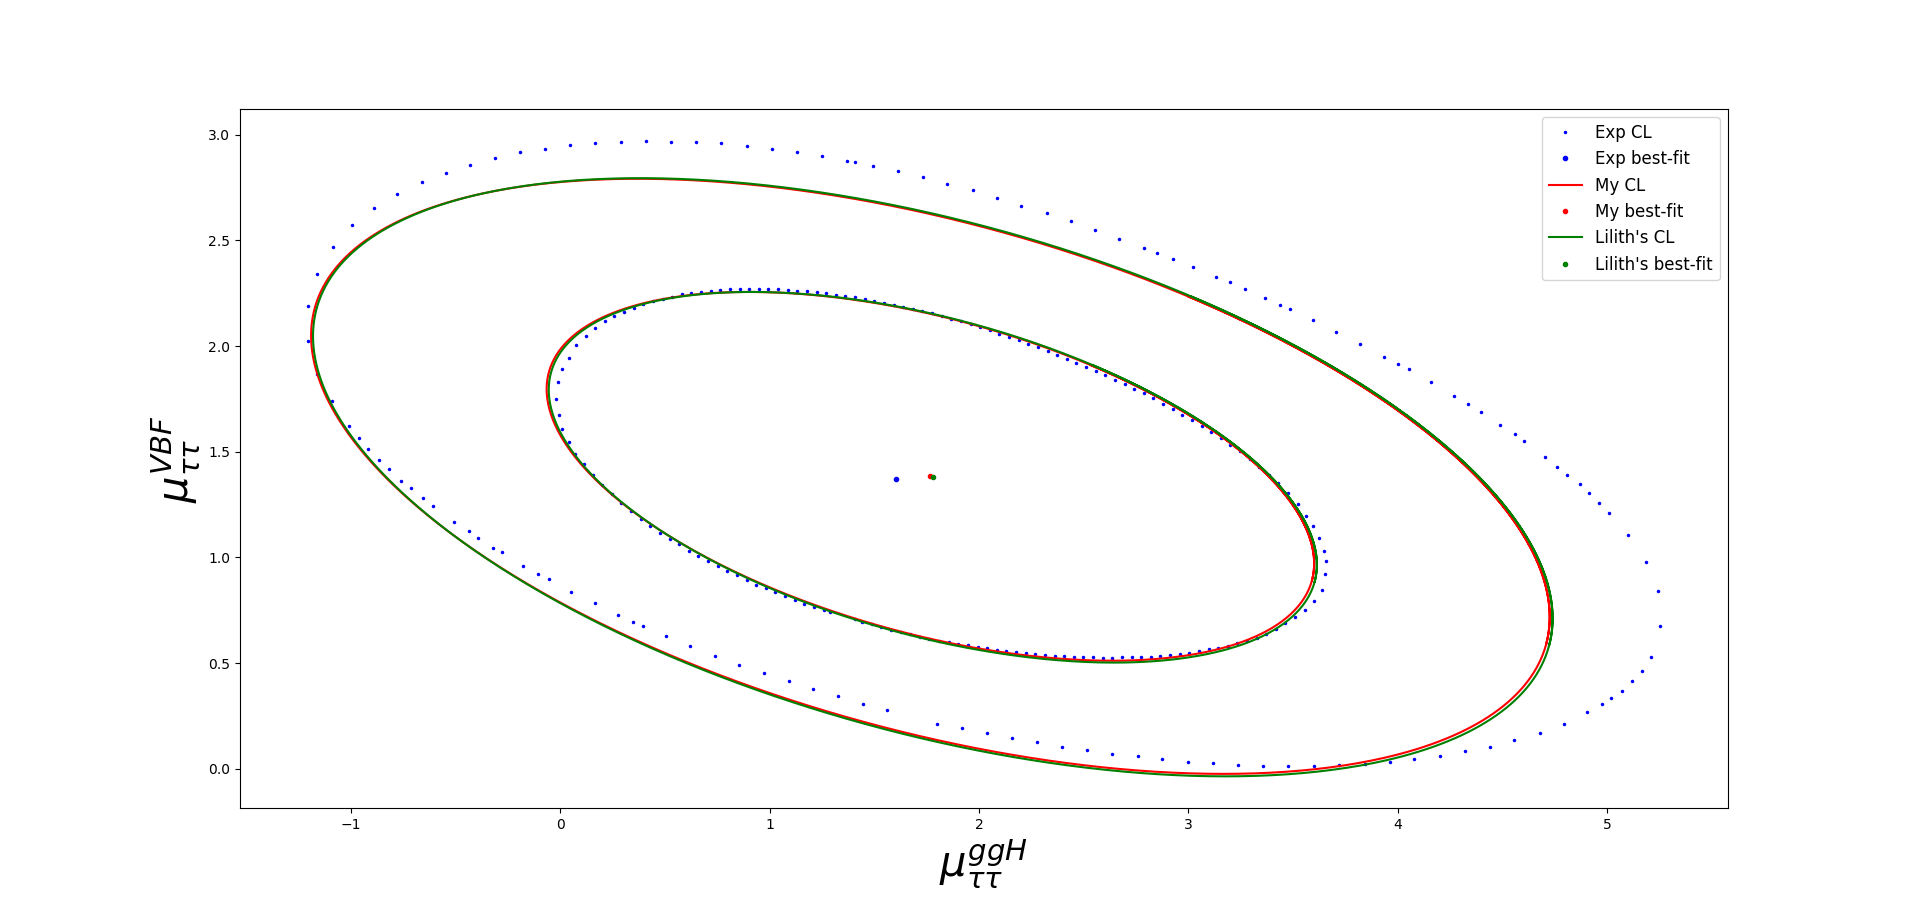 3.0
2.5
2.0
1.5
1.0
0.5
0.0
−1
0
1
2
3
4
5
μ^{VBF}_{ττ}
μ^{ggH}_{ττ}
Exp CL
Exp best-fit
My CL
My best-fit
Lilith's CL
Lilith's best-fit